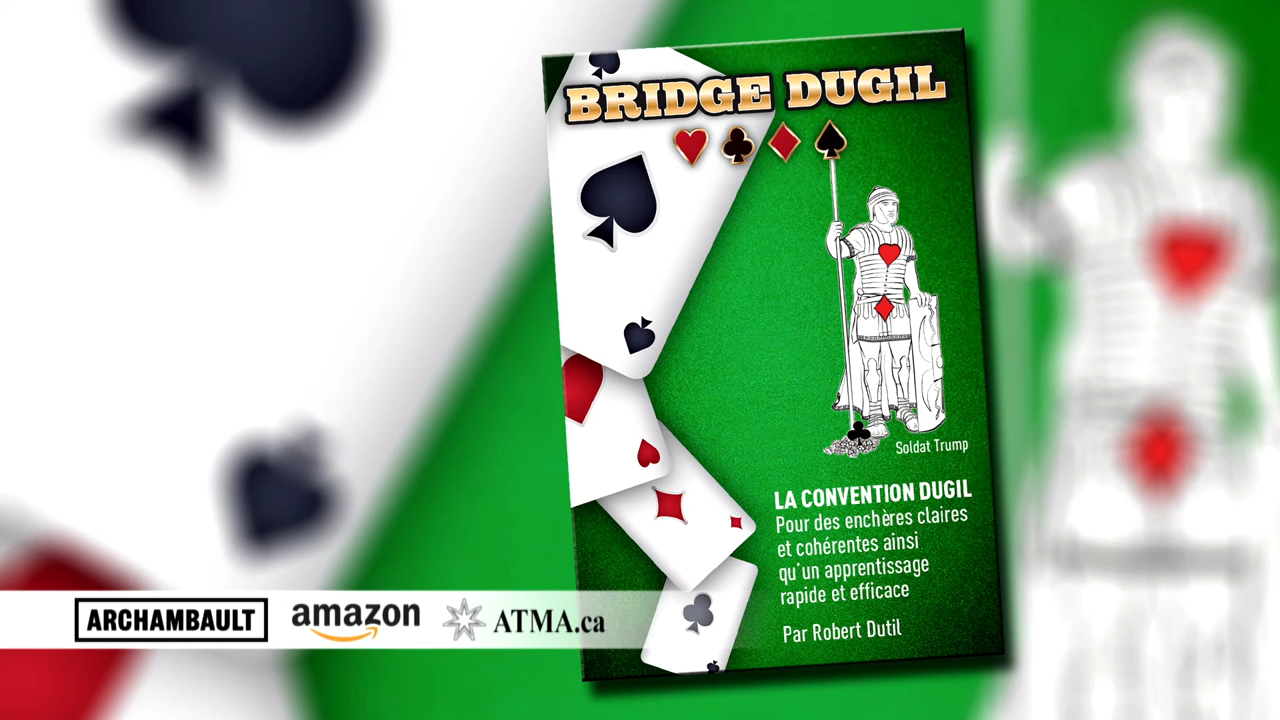 BRIDGE DUGIL
Soldat Trump
LA CONVENTION DUGIL
Pour des enchères claires
et cohérentes ainsi
qu'un apprentissage
rapide et efficace
Par Robert Dutil
ARCHAMBAULT
amazon
ATMA.ca